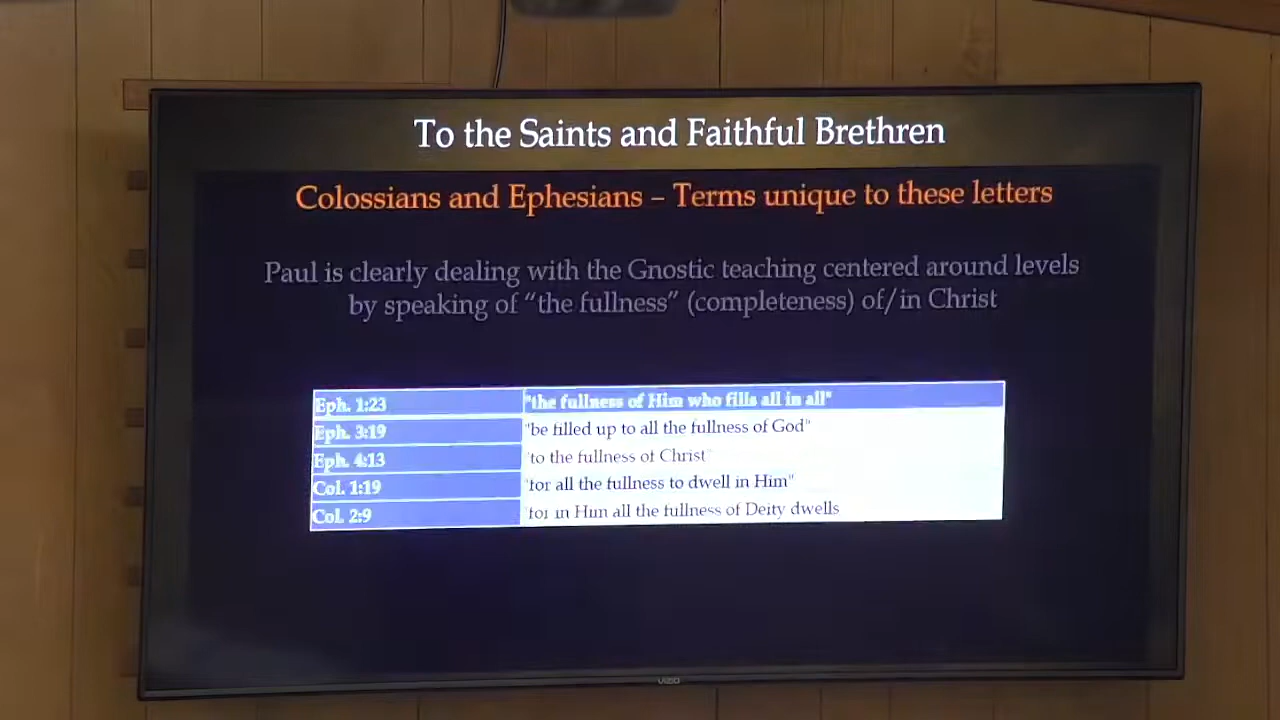 To the Saints and Faithful Brethren
Colossians and Ephesians – Terms unique to these letters
Paul is clearly dealing with the Gnostic teaching centered around levels
by speaking of “the fullness” (completeness) of/in Christ
Eph. 1:23 "the fullness of Him who fills all in all"
Eph. 3:19 "be filled up to all the fullness of God"
Eph. 4:13 "to the fullness of Christ"
Col. 1:19 "for all the fullness to dwell in Him"
Col. 2:9 "for in Him all the fullness of Deity dwells
VIZIO